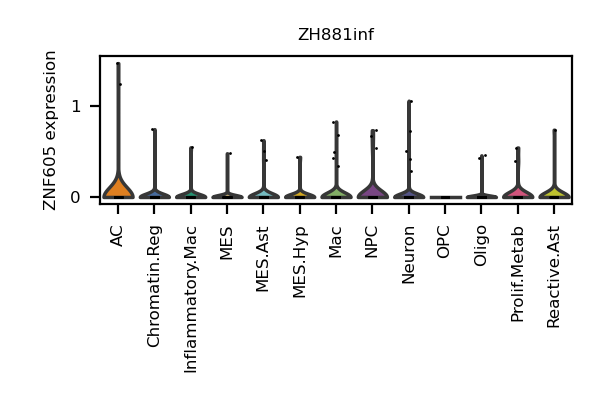 ZH881inf
ZNF605 expression
1
0
AC
Chromatin.Reg
Inflammatory.Mac
MES
MES.Ast
MES.Hyp
Mac
NPC
Neuron
OPC
Oligo
Prolif.Metab
Reactive.Ast